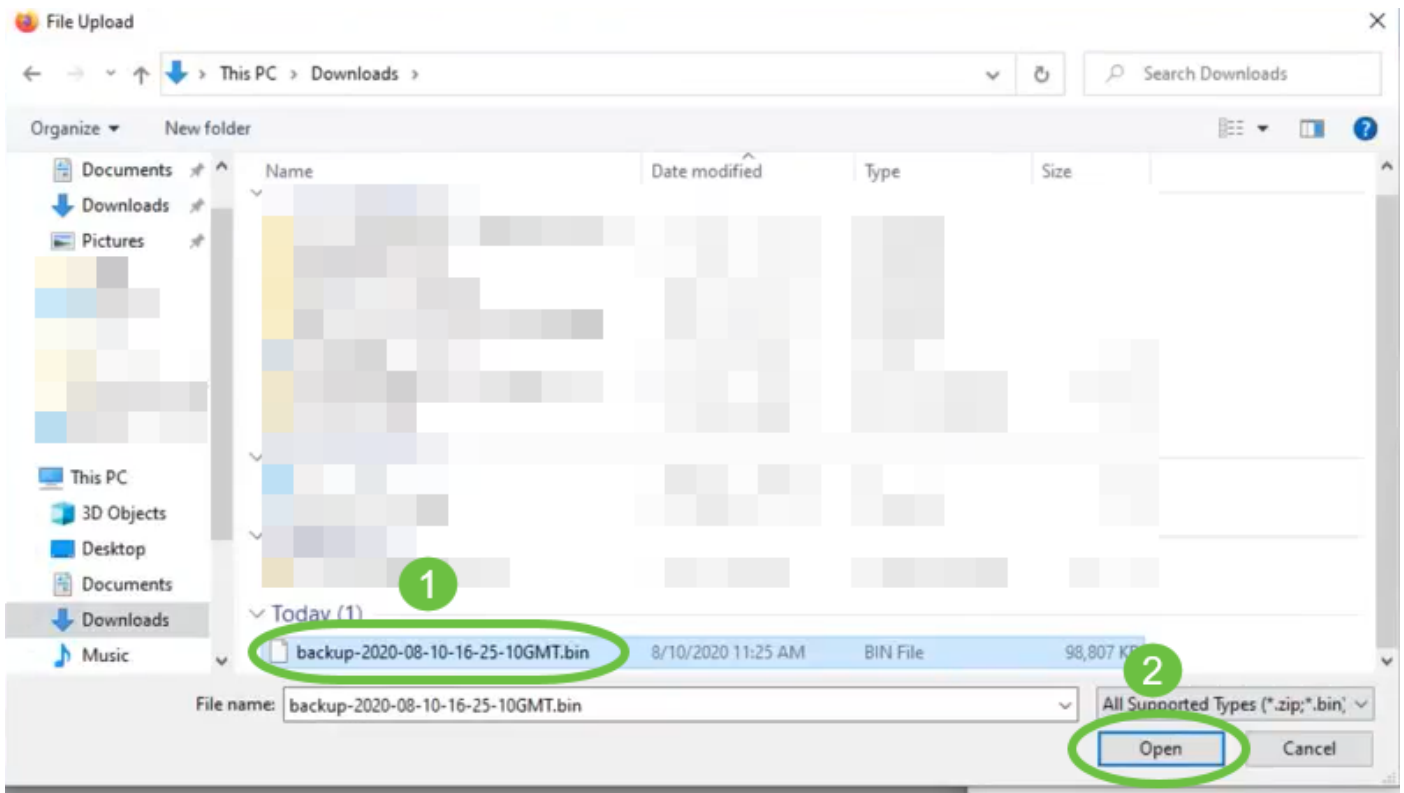 File Upload
This PC > Downloads >
Search Downloads
Organize
New folder
Name
Date modified
Type
Size
Documents
Downloads
Pictures
This PC
3D Objects
Desktop
Documents
Downloads
Music
1
Today (1)
backup-2020-08-10-16-25-10GMT.bin 8/10/2020 11:25 AM BIN File 98,807
2
File name: backup-2020-08-10-16-25-10GMT.bin
All Supported Types (*.zip;*.bin
Open
Cancel